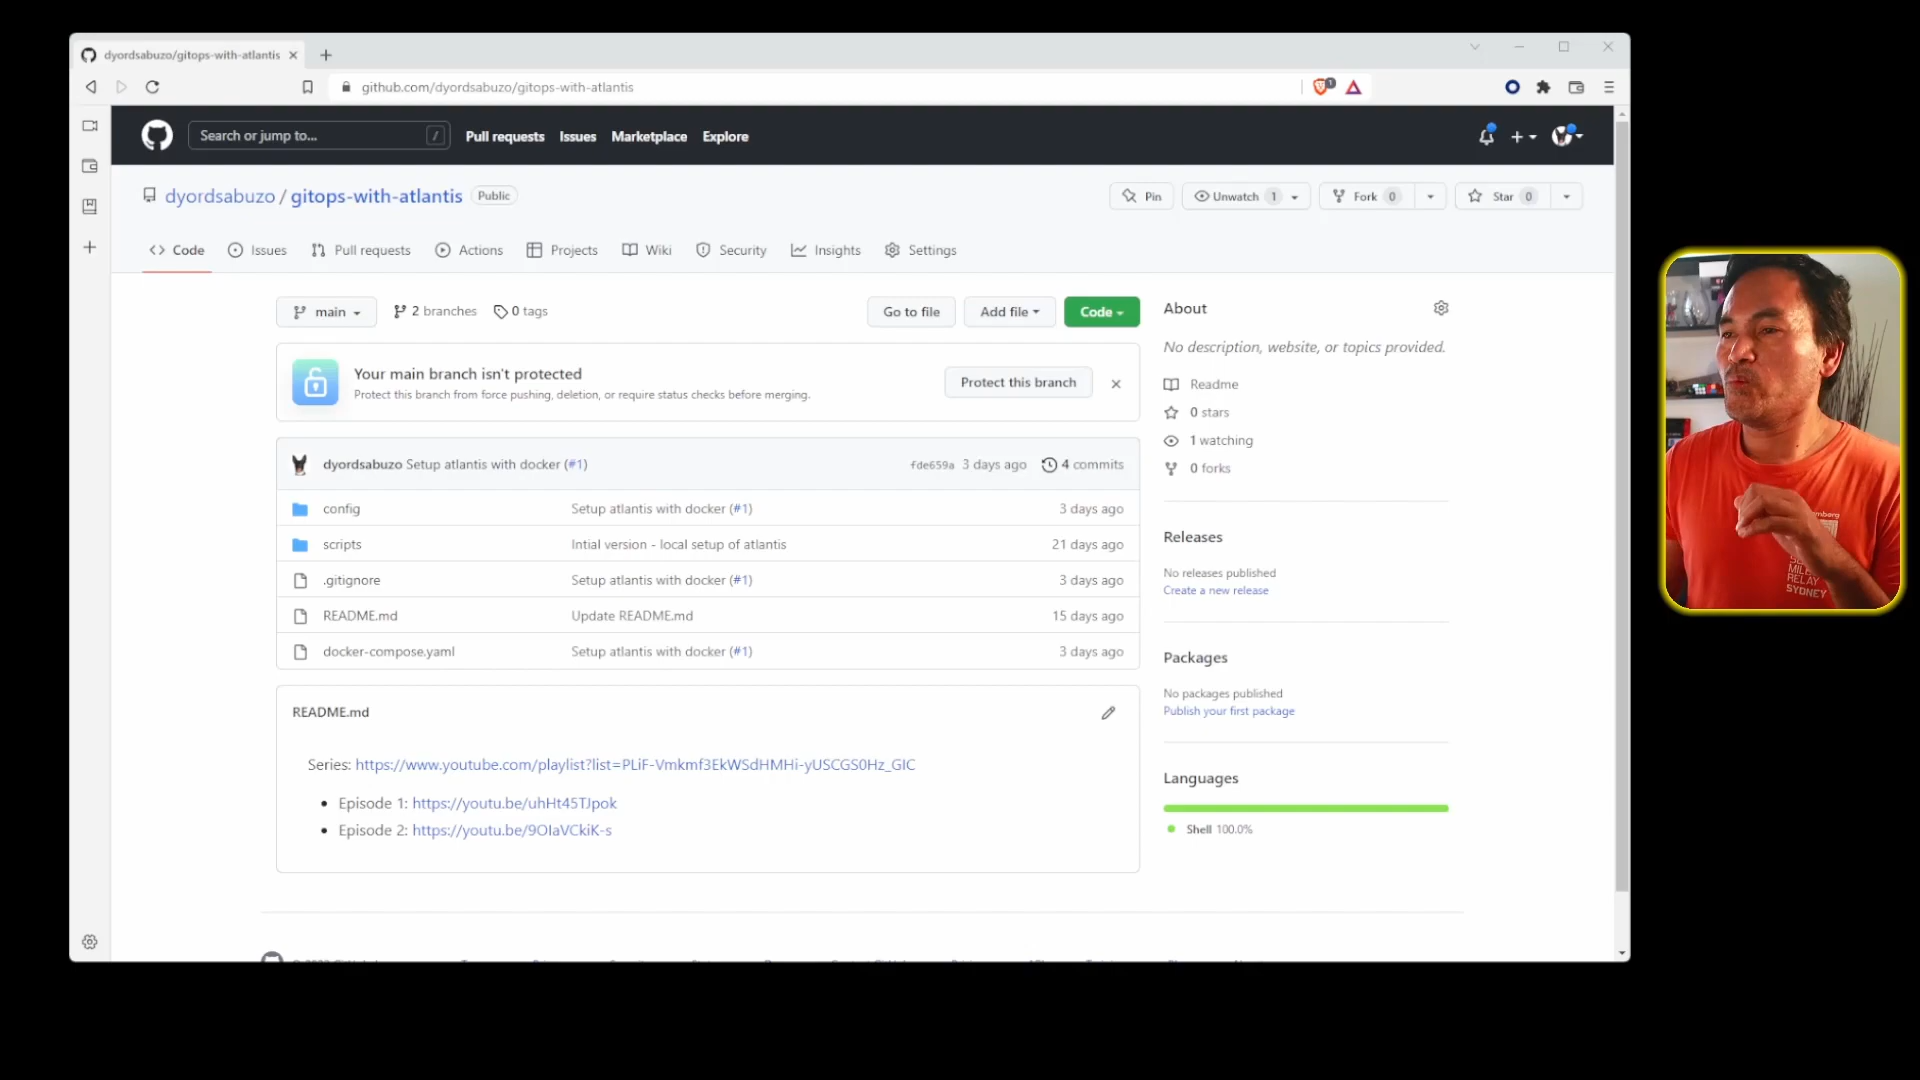 dyordsabuzo/gitops-with-atlantis
github.com/dyordsabuzo/gitops-with-atlantis
1
Search or jump to...
/
Pull requests
Issues
Marketplace
Explore
dyordsabuzo / gitops-with-atlantis
Public
Pin
Unwatch 1
Fork 0
Star 0
Code
Issues
Pull requests
Actions
Projects
Wiki
Security
Insights
Settings
main
2 branches
0 tags
Go to file
Add file
Code
Your main branch isn't protected
Protect this branch from force pushing, deletion, or require status checks before merging.
Protect this branch
dyordsabuzo Setup atlantis with docker (#1)
fde659a 3 days ago
4 commits
config Setup atlantis with docker (#1) 3 days ago
scripts Intial version - local setup of atlantis 21 days ago
.gitignore Setup atlantis with docker (#1) 3 days ago
README.md Update README.md 15 days ago
docker-compose.yaml Setup atlantis with docker (#1) 3 days ago
README.md
Series: https://www.youtube.com/playlist?list=PLiF-Vmkmf3EkWSdHMHi-yUSCGS0Hz_GIC
Episode 1: https://youtu.be/uhHt45TJpok
Episode 2: https://youtu.be/9OIaVCkiK-s
About
No description, website, or topics provided.
Readme
0 stars
1 watching
0 forks
Releases
No releases published
Create a new release
Packages
No packages published
Publish your first package
Languages
Shell 100.0%
RELAY
SYDNEY